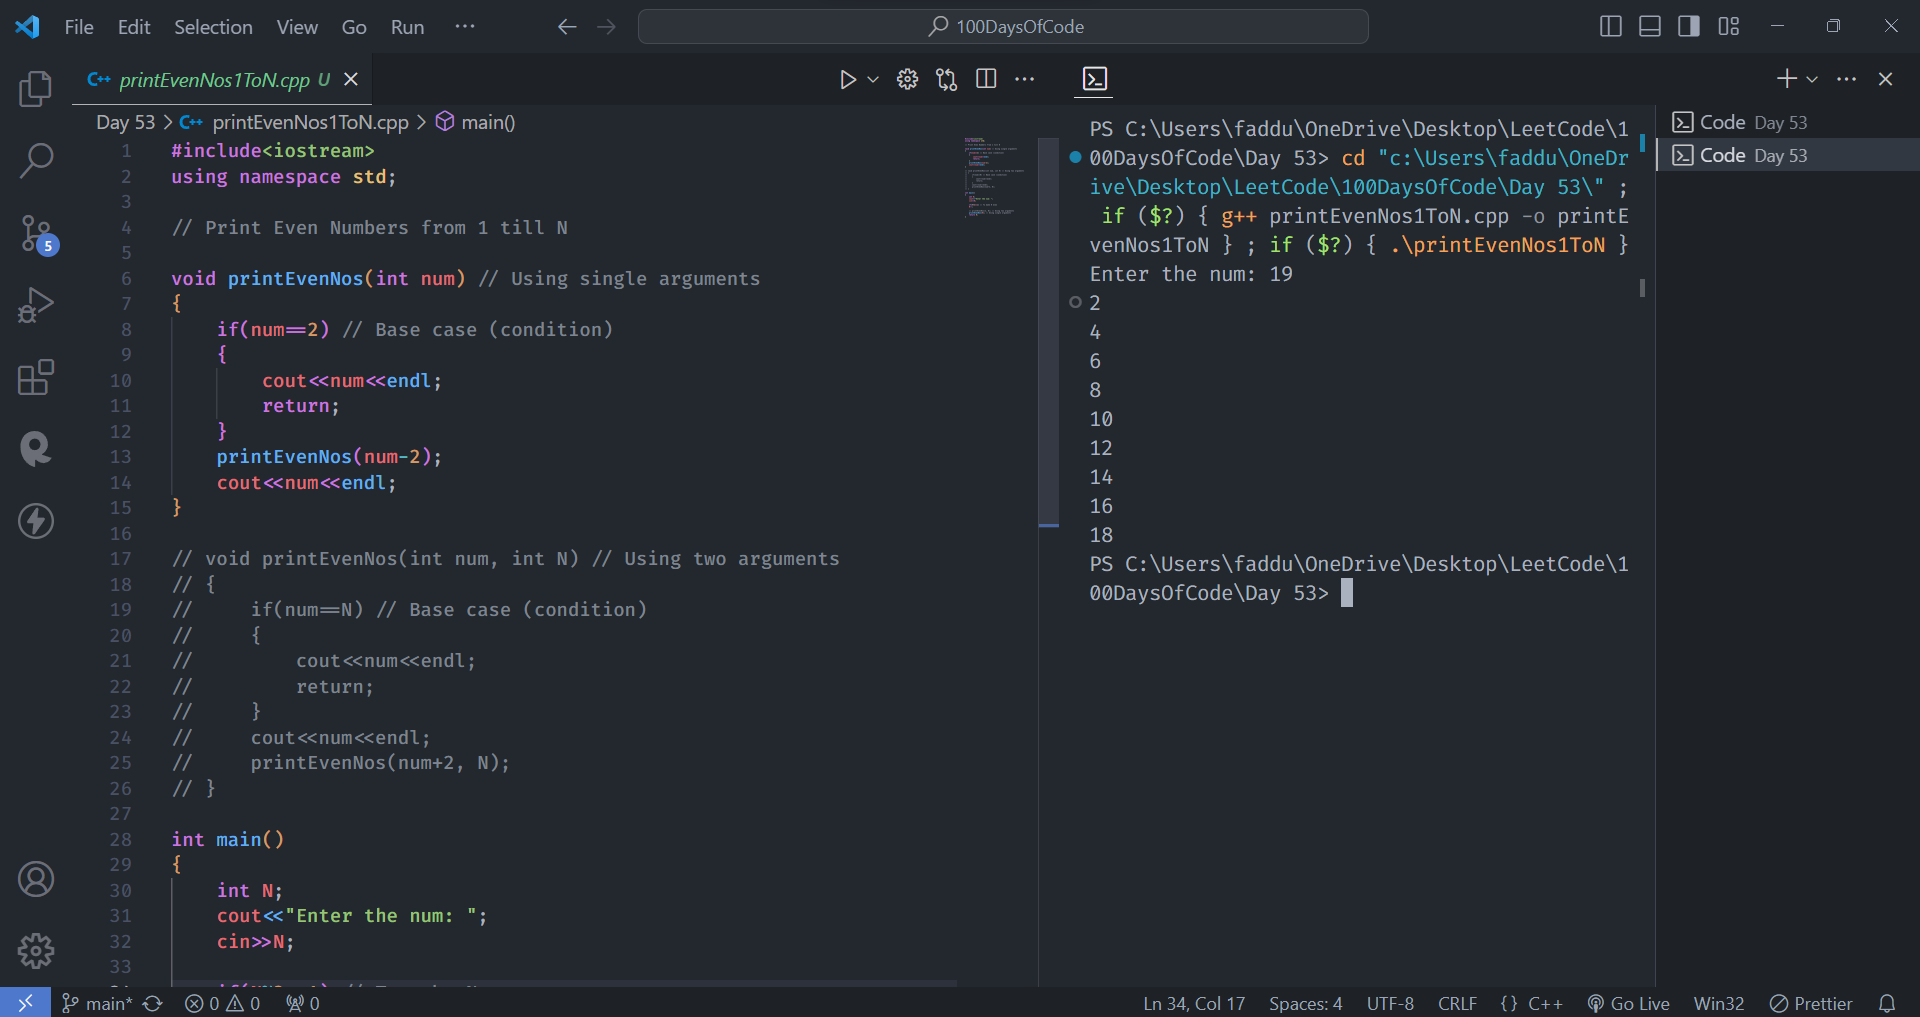 File Edit Selection View Go Run ··· 100DaysOfCode
printEvenNos1ToN.cpp U
Day 53 > printEvenNos1ToN.cpp > main()
1 #include<iostream>
2 using namespace std;
3
4 // Print Even Numbers from 1 till N
5
6 void printEvenNos(int num) // Using single arguments
7 {
8 if(num==2) // Base case (condition)
9 {
10 cout<<num<<endl;
11 return;
12 }
13 printEvenNos(num-2);
14 cout<<num<<endl;
15 }
16
17 // void printEvenNos(int num, int N) // Using two arguments
18 // {
19 // if(num==N) // Base case (condition)
20 // {
21 // cout<<num<<endl;
22 // return;
23 // }
24 // cout<<num<<endl;
25 // printEvenNos(num+2, N);
26 // }
27
28 int main()
29 {
30 int N;
31 cout<<"Enter the num: ";
32 cin>>N;
33
PS C:\Users\faddu\OneDrive\Desktop\LeetCode\1
00DaysOfCode\Day 53> cd "c:\Users\faddu\OneDr
ive\Desktop\LeetCode\100DaysOfCode\Day 53\" ;
if ($?) { g++ printEvenNos1ToN.cpp -o printE
venNos1ToN } ; if ($?) { .\printEvenNos1ToN }
Enter the num: 19
2
4
6
8
10
12
14
16
18
PS C:\Users\faddu\OneDrive\Desktop\LeetCode\1
00DaysOfCode\Day 53>
Code Day 53
Code Day 53
5
main* 0 0 0 Ln 34, Col 17 Spaces: 4 UTF-8 CRLF {} C++ Go Live Win32 Prettier